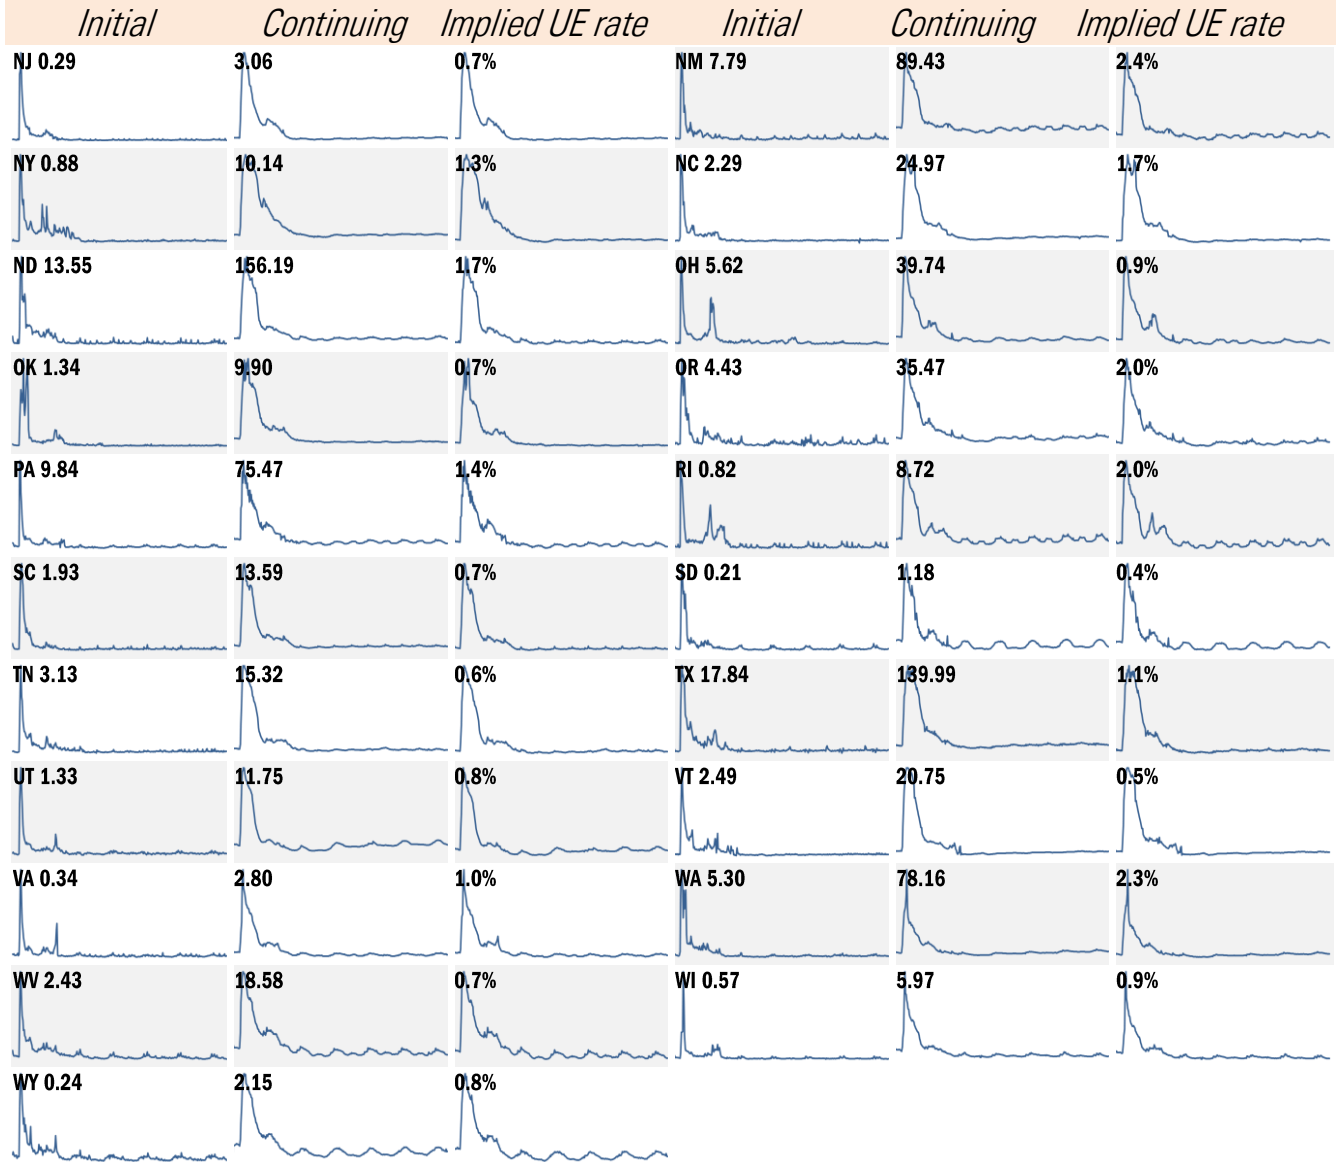 Initial Continuing Implied UE rate Initial Continuing Implied UE rate
NJ 0.29 3.06 0.7% NM 7.79 89.43 2.4%
NY 0.88 10.14 1.3% NC 2.29 24.97 1.7%
ND 13.55 156.19 1.7% OH 5.62 39.74 0.9%
OK 1.34 9.90 0.7% OR 4.43 35.47 2.0%
PA 9.84 75.47 1.4% RI 0.82 8.72 2.0%
SC 1.93 13.59 0.7% SD 0.21 1.18 0.4%
TN 3.13 15.32 0.6% TX 17.84 139.99 1.1%
UT 1.33 11.75 0.8% VT 2.49 20.75 0.5%
VA 0.34 2.80 1.0% WA 5.30 78.16 2.3%
WV 2.43 18.58 0.7% WI 0.57 5.97 0.9%
WY 0.24 2.15 0.8%